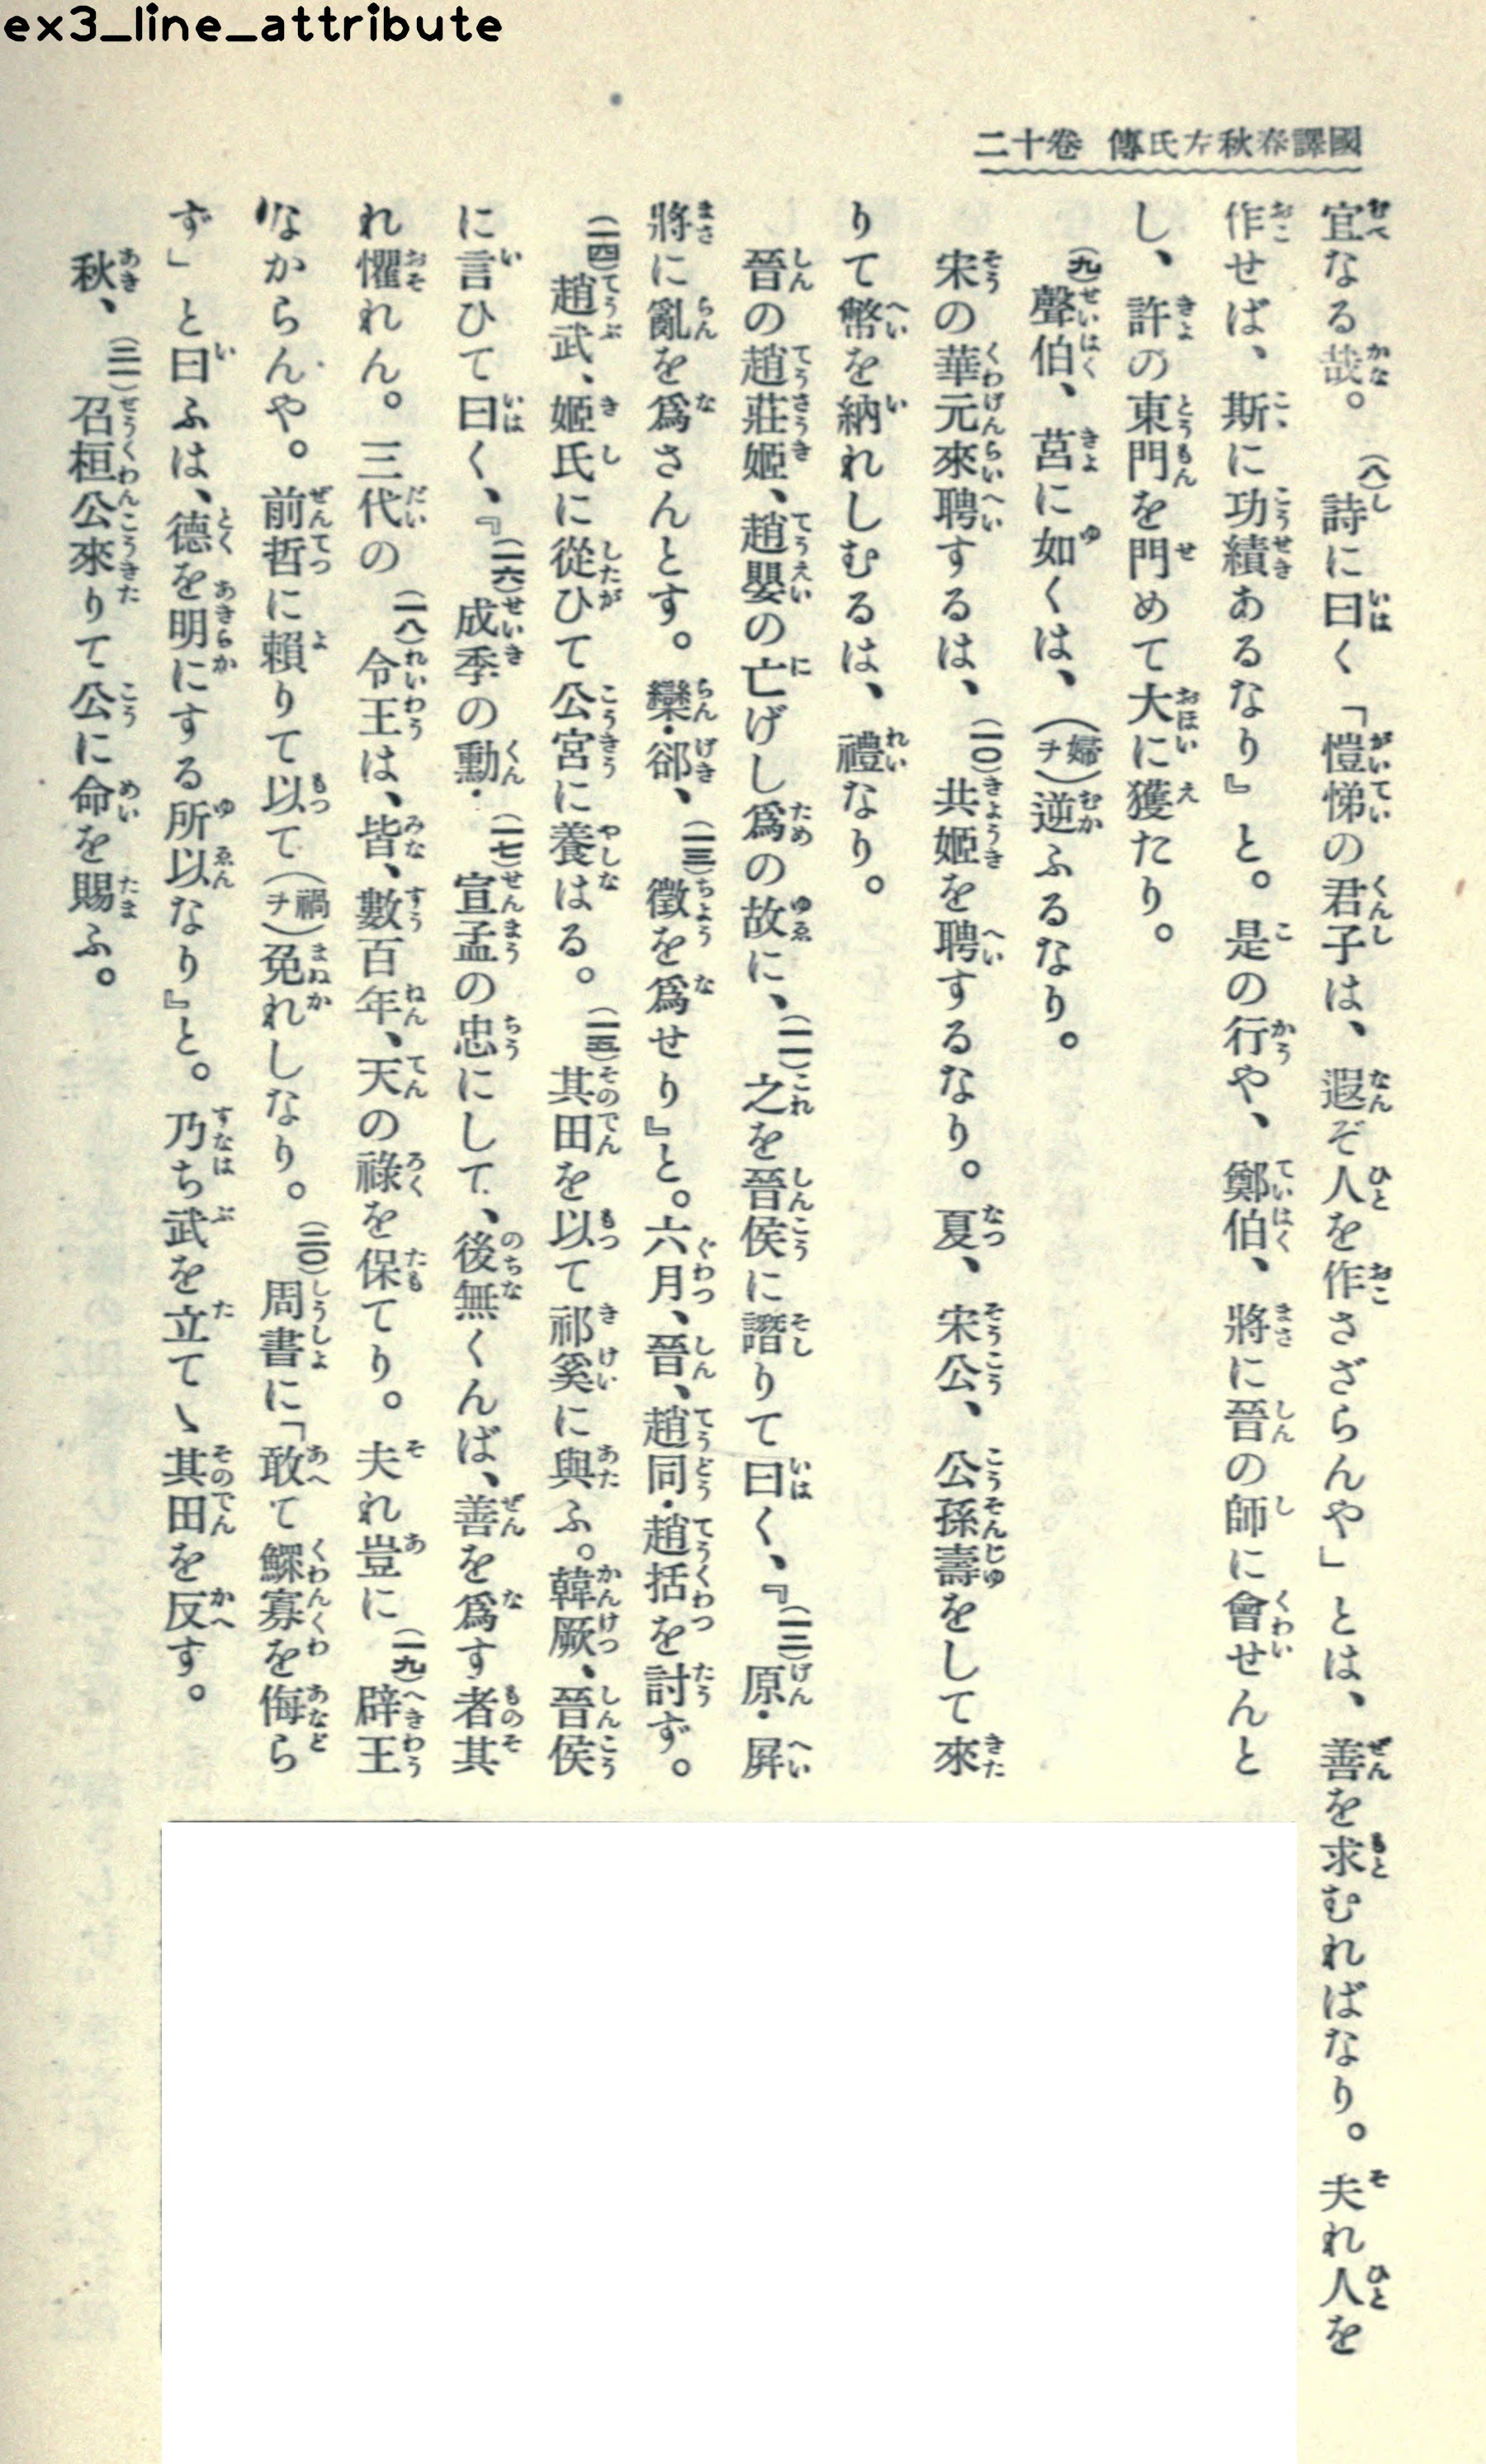 ex3_line_attribute
國譯春秋左氏傳 卷十二
宜なる哉。(八)詩に曰く「愷悌の君子は、遐ぞ人を作さざらんや」とは、善を求むればなり。夫れ人を
作せば、斯に功績あるなり』と。是の行や、鄭伯、將に晉の師に會せんと
し、許の東門を門めて大に獲たり。
(九)聲伯、莒に如くは、(婦ヲ)逆ふるなり。
宋の華元來聘するは、(一〇)共姬を聘するなり。夏、宋公、公孫壽をして來
りて幣を納れしむるは、禮なり。
晉の趙莊姬、趙嬰の亡げし爲の故に、(一一)之を晉侯に譖りて曰く、『(一二)原・屛
將に亂を爲さんとす。欒・郤、(一三)徵を爲せり』と。六月、晉、趙同・趙括を討ず。
(一四)趙武、姬氏に從ひて公宮に養はる。(一五)其田を以て祁奚に與ふ。韓厥、晉侯
に言ひて曰く、『(一六)成季の勳・(一七)宣孟の忠にして、後無くんば、善を爲す者其
れ懼れん。三代の(一八)令王は、皆、數百年、天の祿を保てり。夫れ豈に(一九)辟王
なからんや。前哲に賴りて以て(禍ヲ)免れしなり。(二〇)周書に「敢て鰥寡を侮ら
ず」と曰ふは、德を明にする所以なり』と。乃ち武を立てゝ其田を反す。
秋、(二一)召桓公來りて公に命を賜ふ。